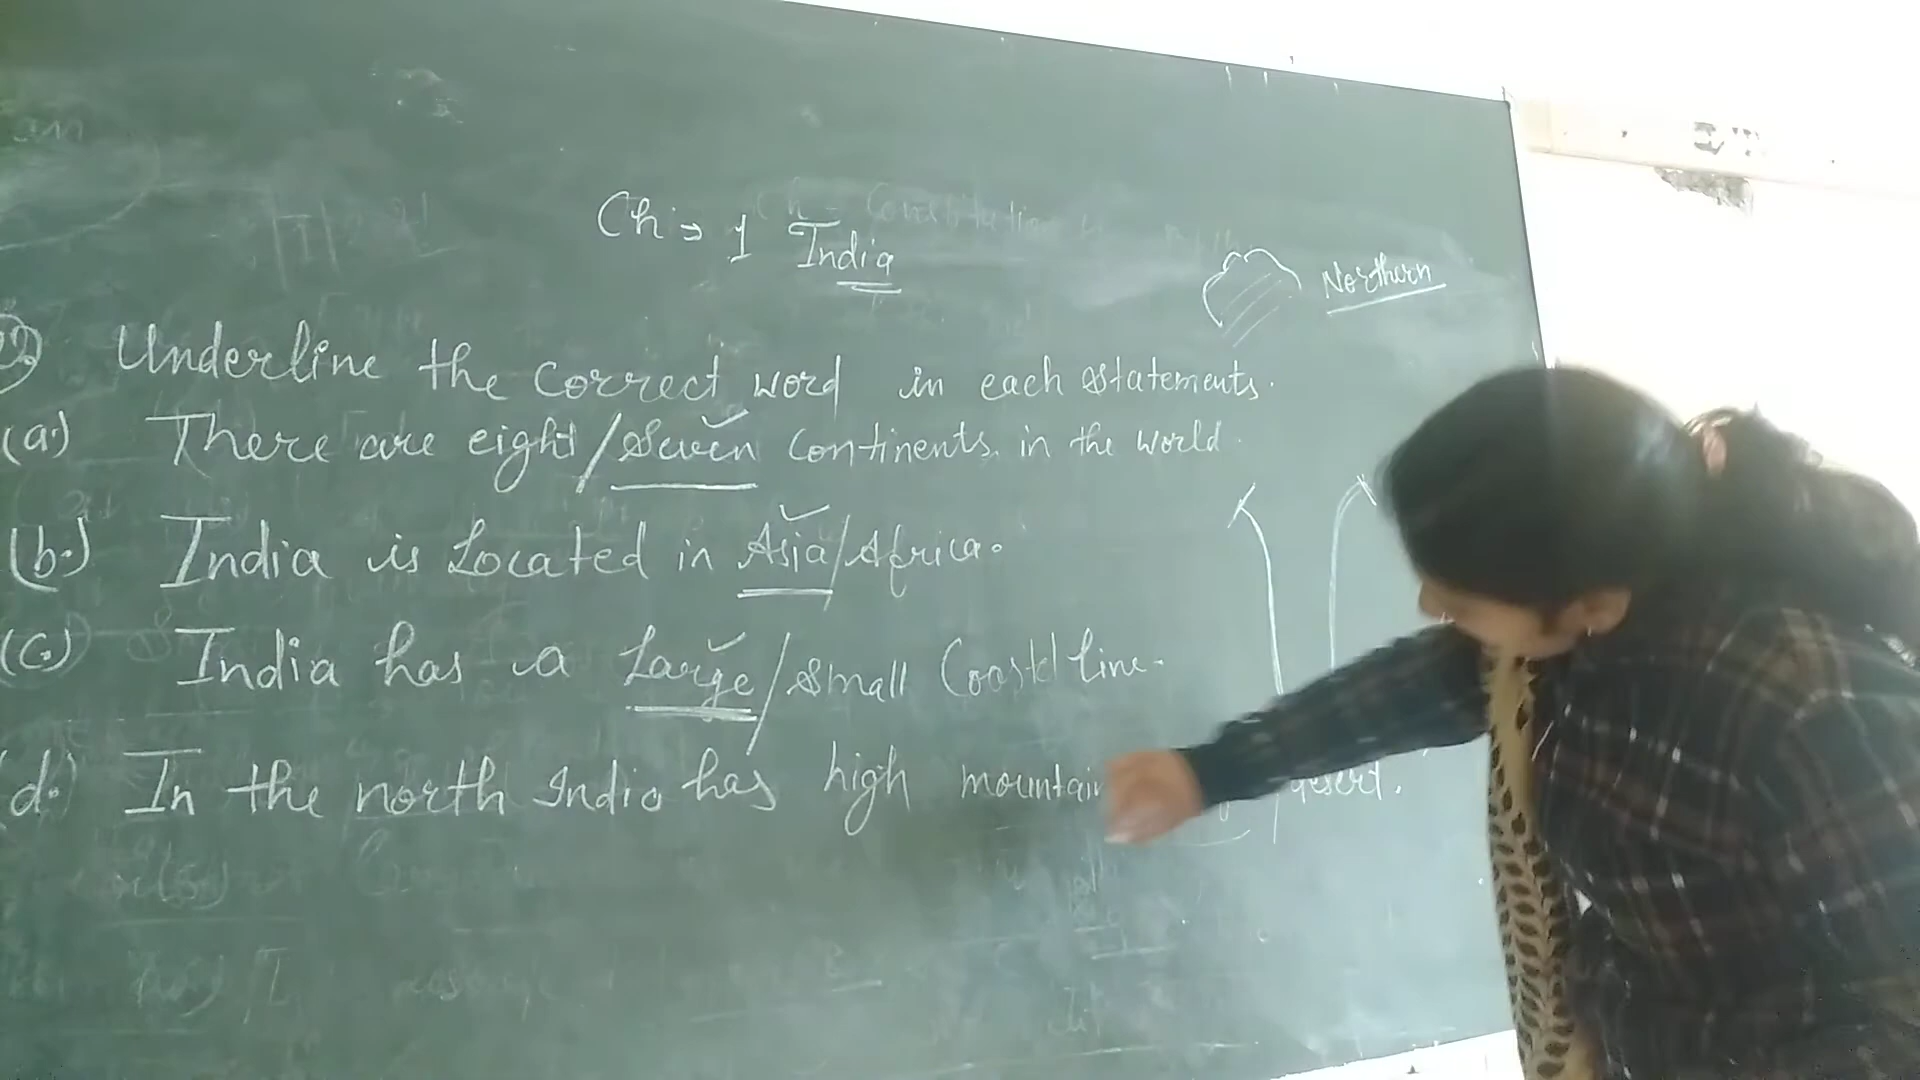 Ch → 1 India
Northern
Underline the correct word in each statements.
(a.) There are eight/Seven continents in the world.
(b.) India is Located in Asia/Africa.
(c.) India has a Large/Small Coastal line.
(d.) In the north India has high mountain desert.